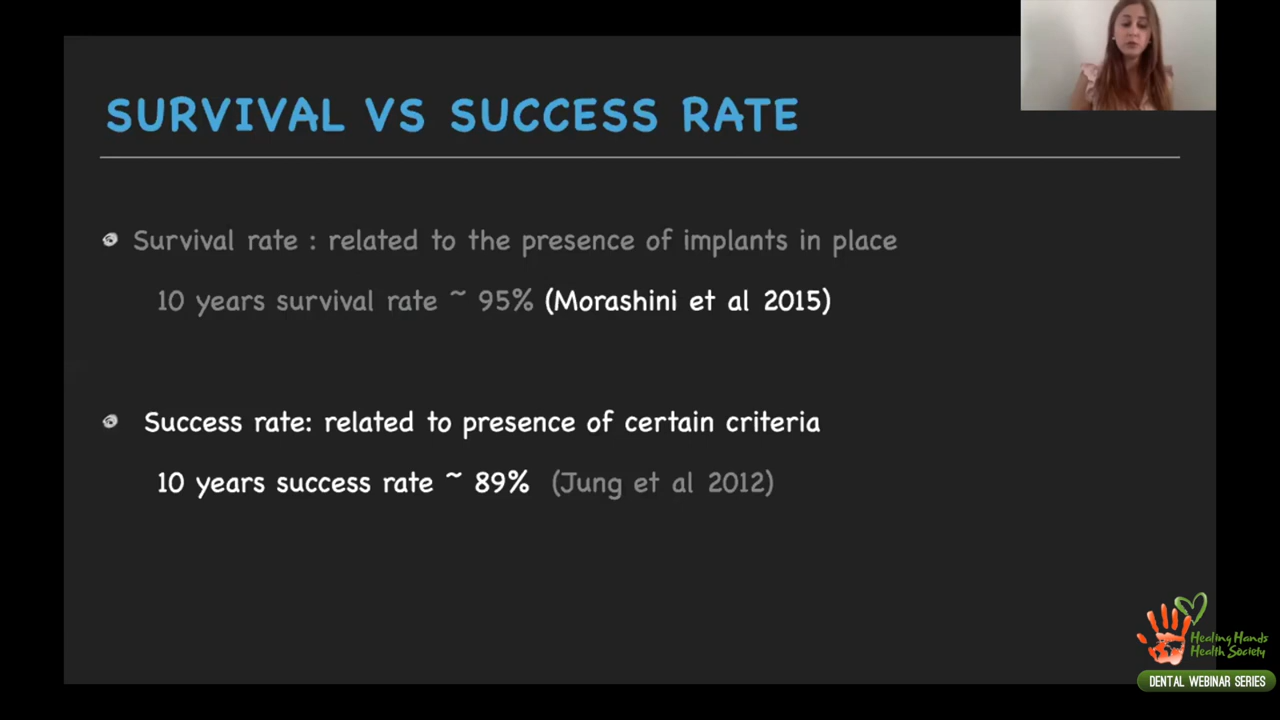 SURVIVAL VS SUCCESS RATE
Survival rate : related to the presence of implants in place
10 years survival rate ~ 95% (Morashini et al 2015)
Success rate: related to presence of certain criteria
10 years success rate ~ 89% (Jung et al 2012)
Healing Hands
Health Society
DENTAL WEBINAR SERIES